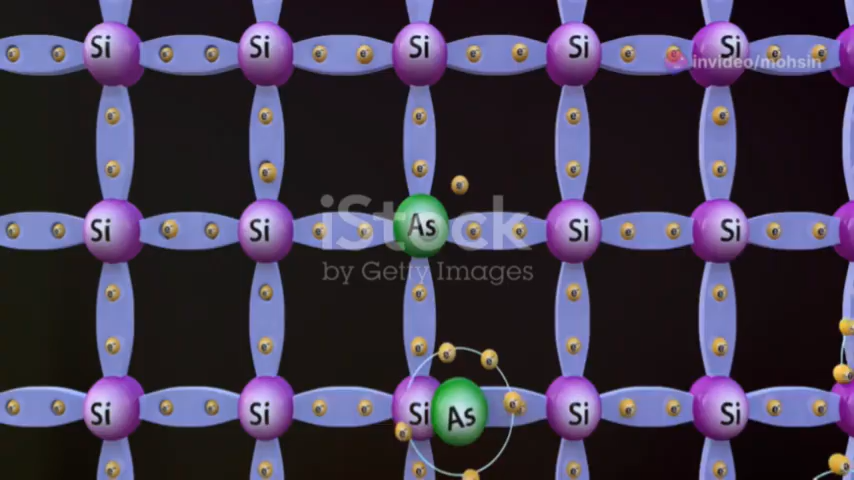 Si Si Si Si Si
invideo/mohsin
iStock
by Getty Images
Si Si As Si Si
Si Si Si As Si Si